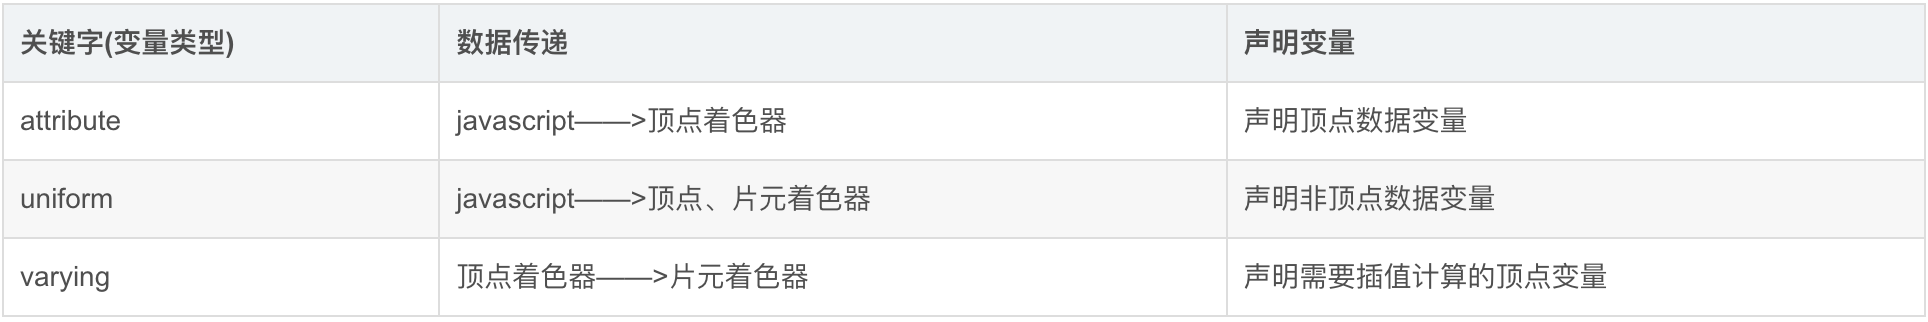 关键字(变量类型) 数据传递 声明变量
attribute javascript——>顶点着色器 声明顶点数据变量
uniform javascript——>顶点、片元着色器 声明非顶点数据变量
varying 顶点着色器——>片元着色器 声明需要插值计算的顶点变量